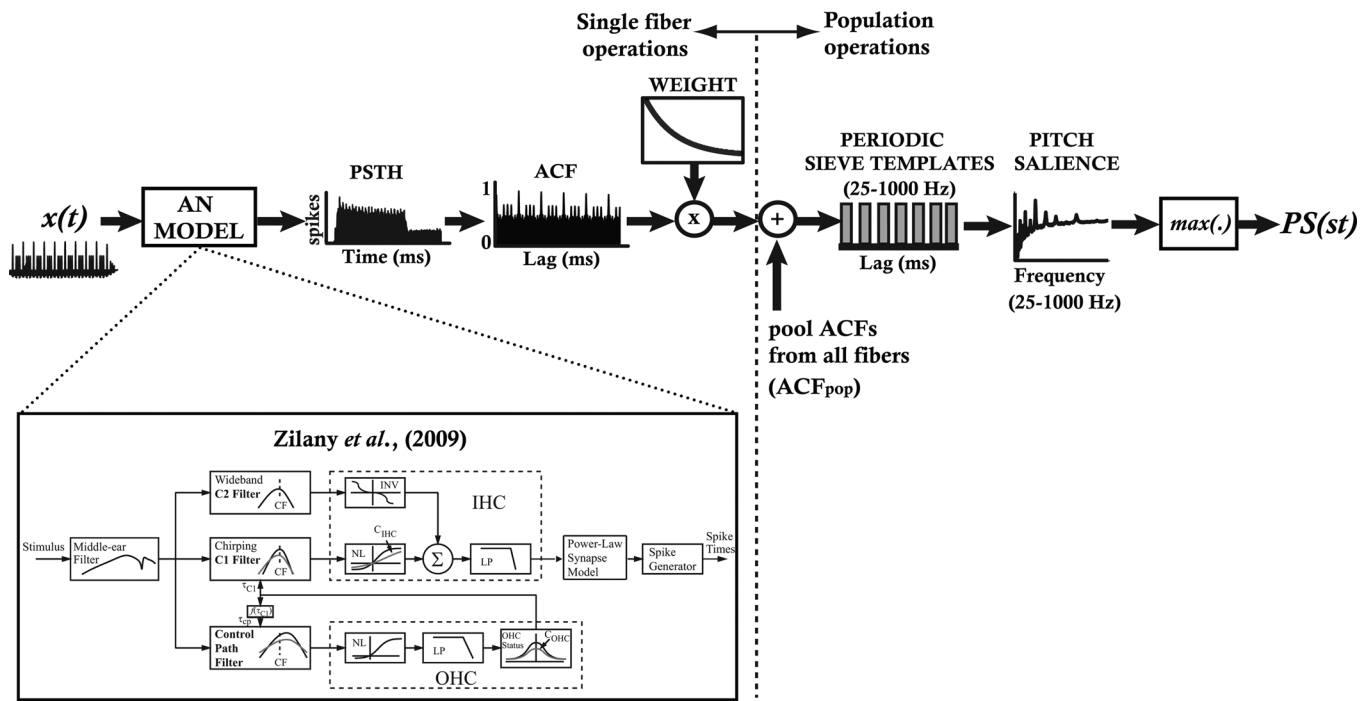 Single fiber
operations
Population
operations
WEIGHT
PSTH
ACF
PERIODIC
SIEVE TEMPLATES
(25-1000 Hz)
PITCH
SALIENCE
x(t)
AN
MODEL
spikes
Time (ms)
1
0
Lag (ms)
x
+
Lag (ms)
Frequency
(25-1000 Hz)
max(.)
PS(st)
pool ACFs
from all fibers
(ACFpop)
Zilany et al., (2009)
Stimulus
Middle-ear
Filter
Wideband
C2 Filter
CF
INV
IHC
Chirping
C1 Filter
CF
NL
CIHC
Σ
LP
Power-Law
Synapse
Model
Spike
Generator
Spike
Times
τC1
f(τC1)
τcp
Control
Path
Filter
CF
NL
LP
OHC
Status
COHC
OHC